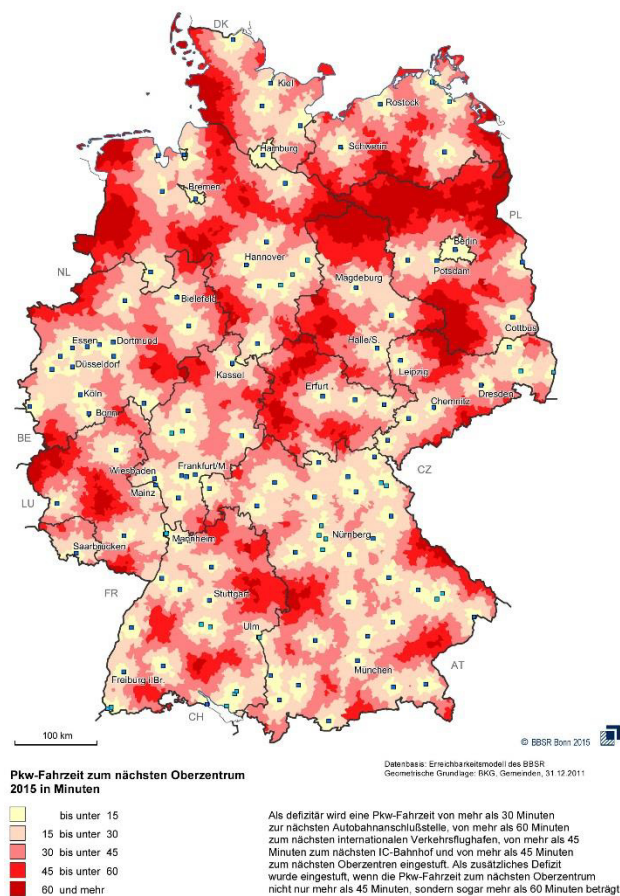 DK
Kiel
Rostock
Hamburg
Schwerin
Bremen
PL
Berlin
Hannover
NL
Potsdam
Magdeburg
Bielefeld
Cottbus
Essen
Dortmund
Halle/S.
Düsseldorf
Kassel
Leipzig
Erfurt
Dresden
Köln
Chemnitz
Bonn
BE
Wiesbaden
Frankfurt/M.
CZ
Mainz
LU
Mannheim
Nürnberg
Saarbrücken
FR
Stuttgart
Ulm
München
AT
Freiburg i.Br.
CH
100 km
© BBSR Bonn 2015
Datenbasis: Erreichbarkeitsmodell des BBSR
Geometrische Grundlage: BKG, Gemeinden, 31.12.2011
Pkw-Fahrzeit zum nächsten Oberzentrum
2015 in Minuten
bis unter 15
15 bis unter 30
30 bis unter 45
45 bis unter 60
60 und mehr
Als defizitär wird eine Pkw-Fahrzeit von mehr als 30 Minuten
zur nächsten Autobahnanschlußstelle, von mehr als 60 Minuten
zum nächsten internationalen Verkehrsflughafen, von mehr als 45
Minuten zum nächsten IC-Bahnhof und von mehr als 45 Minuten
zum nächsten Oberzentren eingestuft. Als zusätzliches Defizit
wurde eingestuft, wenn die Pkw-Fahrzeit zum nächsten Oberzentrum
nicht nur mehr als 45 Minuten, sondern sogar mehr als 60 Minuten beträgt